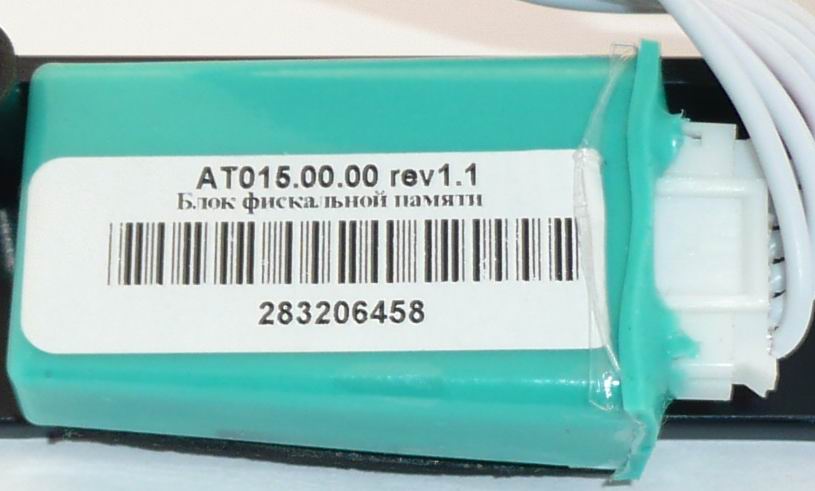 AT015.00.00 rev1.1
Блок фискальной памяти
283206458